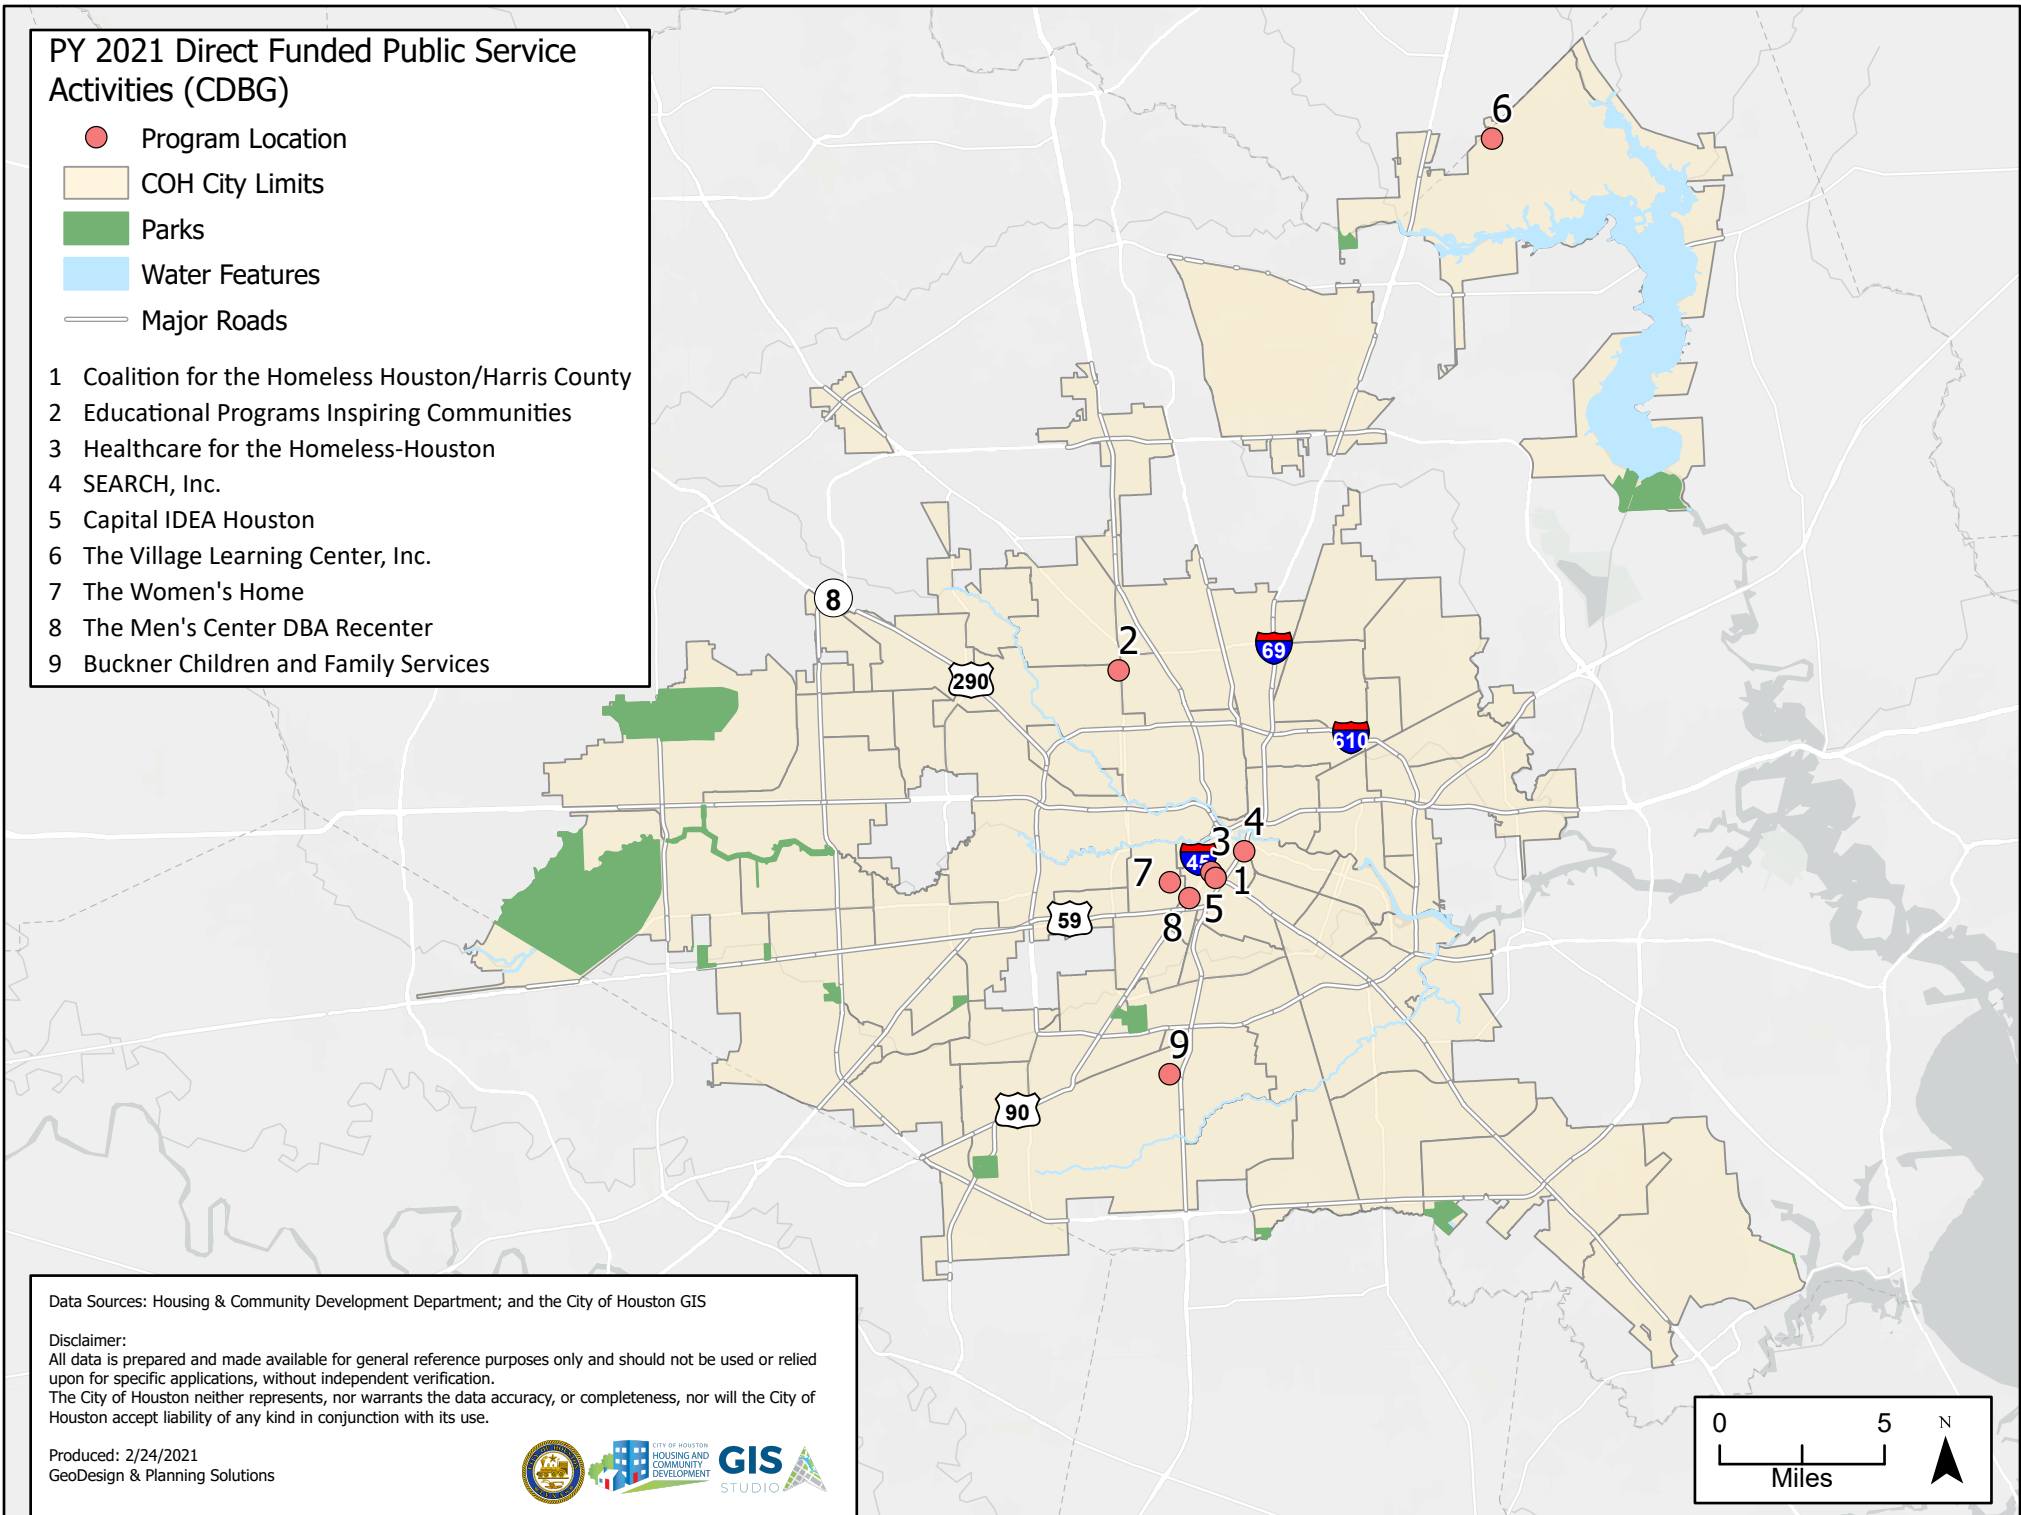 PY 2021 Direct Funded Public Service
Activities (CDBG)
Program Location
COH City Limits
Parks
Water Features
Major Roads
1 Coalition for the Homeless Houston/Harris County
2 Educational Programs Inspiring Communities
3 Healthcare for the Homeless-Houston
4 SEARCH, Inc.
5 Capital IDEA Houston
6 The Village Learning Center, Inc.
7 The Women's Home
8 The Men's Center DBA Recenter
9 Buckner Children and Family Services
6
8
2
69
290
610
4
3
45
7
1
5
59
8
9
90
Data Sources: Housing & Community Development Department; and the City of Houston GIS
Disclaimer:
All data is prepared and made available for general reference purposes only and should not be used or relied
upon for specific applications, without independent verification.
The City of Houston neither represents, nor warrants the data accuracy, or completeness, nor will the City of
Houston accept liability of any kind in conjunction with its use.
Produced: 2/24/2021
GeoDesign & Planning Solutions
CITY OF HOUSTON
HOUSING AND
COMMUNITY
DEVELOPMENT
GIS
STUDIO
0 5
Miles
N